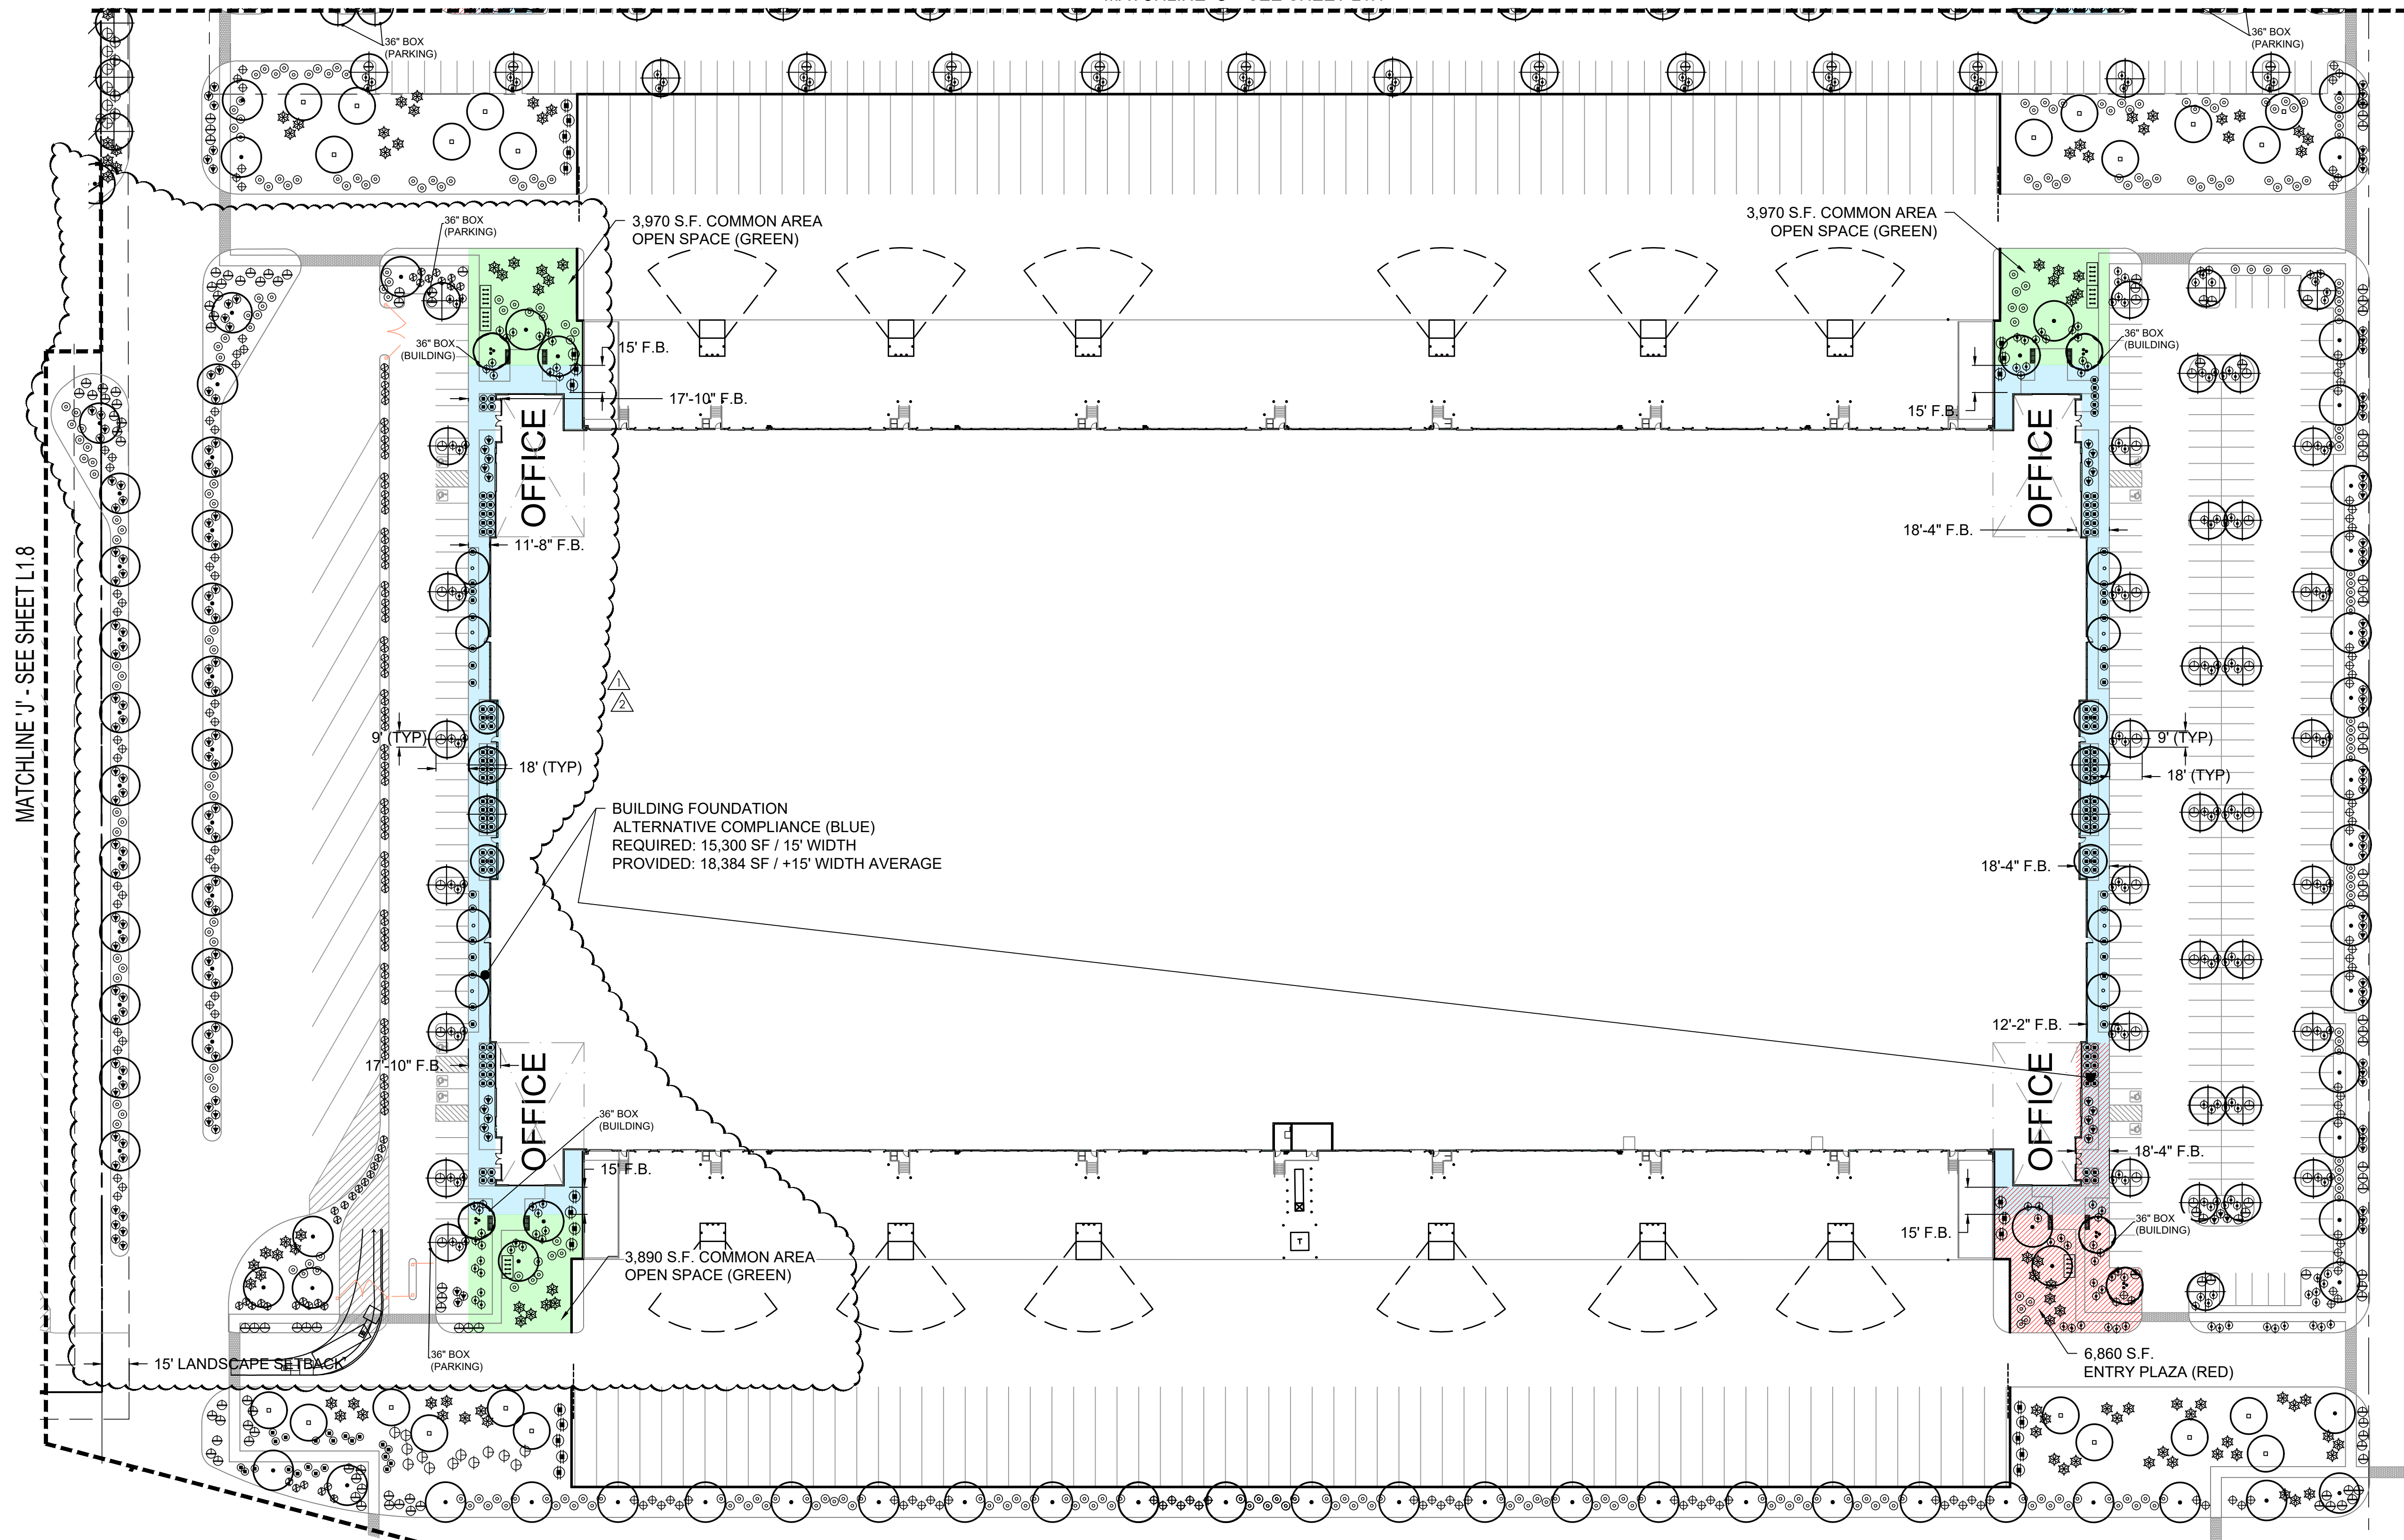 36" BOX
(PARKING)
36" BOX
(PARKING)
3,970 S.F. COMMON AREA
OPEN SPACE (GREEN)
3,970 S.F. COMMON AREA
OPEN SPACE (GREEN)
36" BOX
(PARKING)
36" BOX
(BUILDING)
15' F.B.
36" BOX
(BUILDING)
17'-10" F.B.
15' F.B.
OFFICE
OFFICE
18'-4" F.B.
11'-8" F.B.
MATCHLINE 'J' - SEE SHEET L1.8
1
2
9' (TYP)
18' (TYP)
9' (TYP)
18' (TYP)
BUILDING FOUNDATION
ALTERNATIVE COMPLIANCE (BLUE)
REQUIRED: 15,300 SF / 15' WIDTH
PROVIDED: 18,384 SF / +15' WIDTH AVERAGE
18'-4" F.B.
12'-2" F.B.
17'-10" F.B.
OFFICE
OFFICE
36" BOX
(BUILDING)
15' F.B.
18'-4" F.B.
36" BOX
(BUILDING)
15' F.B.
T
3,890 S.F. COMMON AREA
OPEN SPACE (GREEN)
36" BOX
(PARKING)
15' LANDSCAPE SETBACK
6,860 S.F.
ENTRY PLAZA (RED)